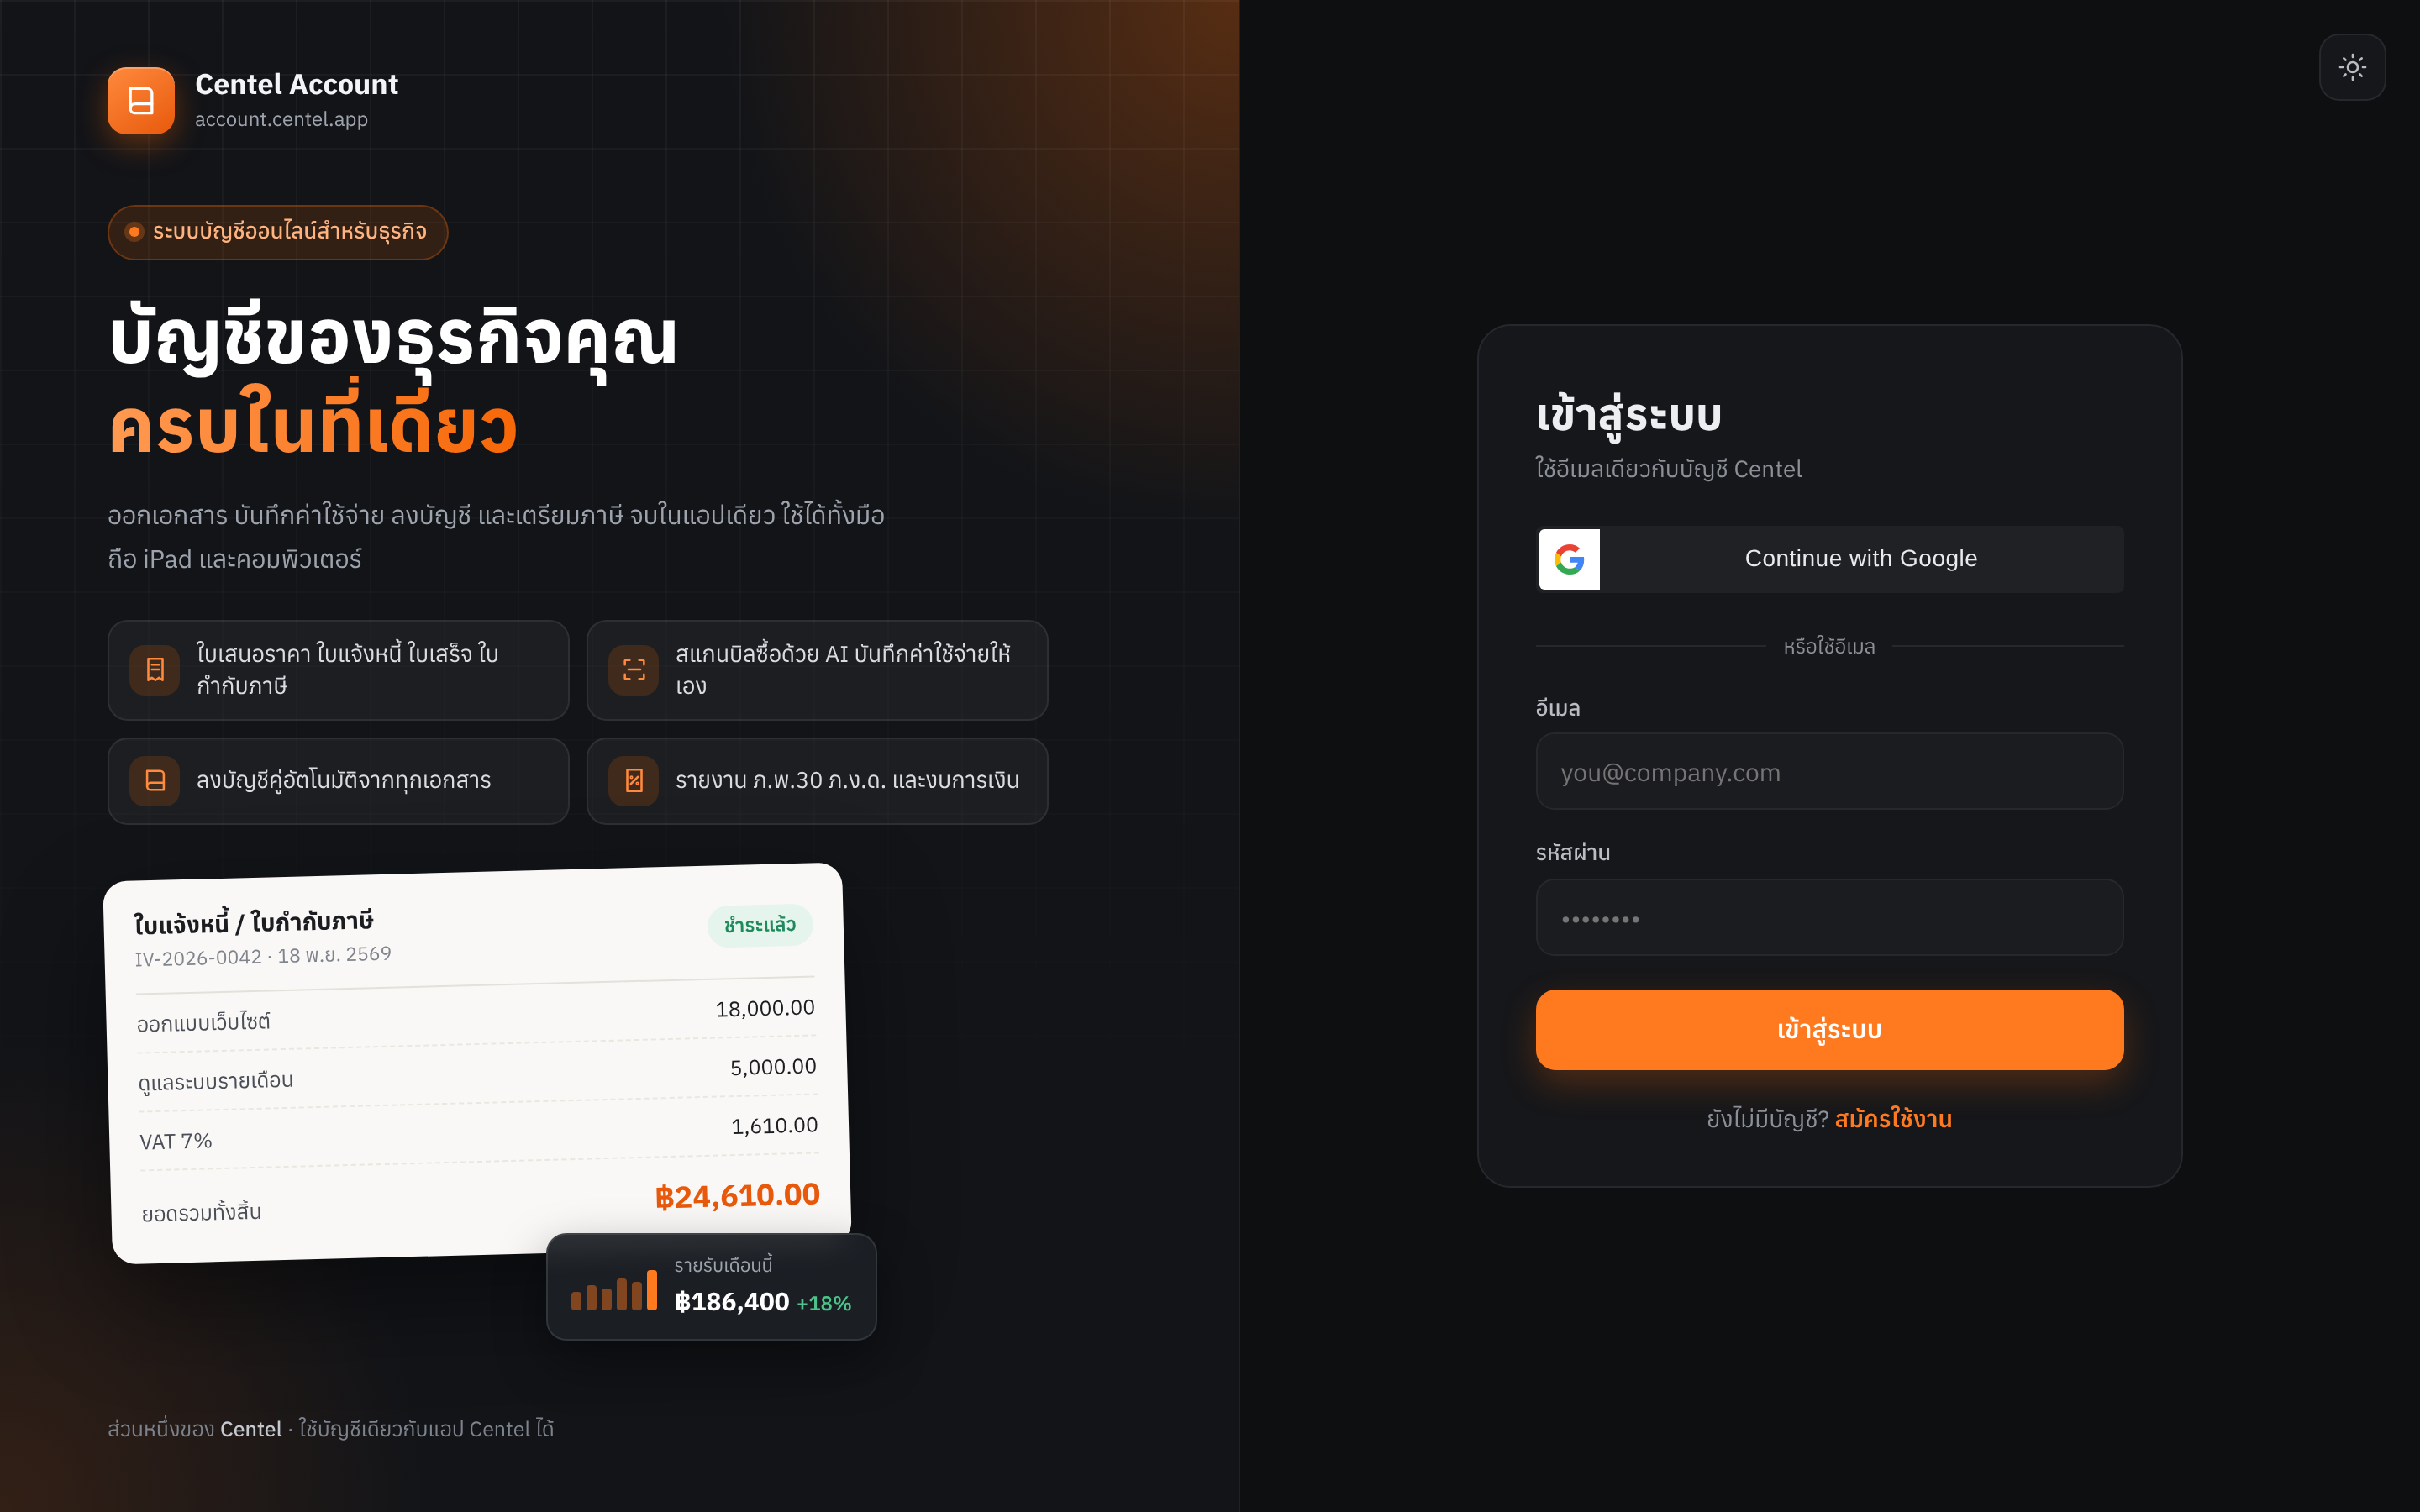 Centel Account
account.centel.app
ระบบบัญชีออนไลน์สำหรับธุรกิจ
บัญชีของธุรกิจคุณ
ครบในที่เดียว
ออกเอกสาร บันทึกค่าใช้จ่าย ลงบัญชี และเตรียมภาษี จบในแอปเดียว ใช้ได้ทั้งมือ
ถือ iPad และคอมพิวเตอร์
ใบเสนอราคา ใบแจ้งหนี้ ใบเสร็จ ใบ
กำกับภาษี
สแกนบิลซื้อด้วย AI บันทึกค่าใช้จ่ายให้
เอง
ลงบัญชีคู่อัตโนมัติจากทุกเอกสาร
รายงาน ภ.พ.30 ภ.ง.ด. และงบการเงิน
ใบแจ้งหนี้ / ใบกำกับภาษี
ชำระแล้ว
IV-2026-0042 · 18 พ.ย. 2569
ออกแบบเว็บไซต์ 18,000.00
ดูแลระบบรายเดือน 5,000.00
VAT 7% 1,610.00
ยอดรวมทั้งสิ้น ฿24,610.00
รายรับเดือนนี้
฿186,400 +18%
ส่วนหนึ่งของ Centel · ใช้บัญชีเดียวกับแอป Centel ได้
เข้าสู่ระบบ
ใช้อีเมลเดียวกับบัญชี Centel
Continue with Google
หรือใช้อีเมล
อีเมล
you@company.com
รหัสผ่าน
••••••••
เข้าสู่ระบบ
ยังไม่มีบัญชี? สมัครใช้งาน